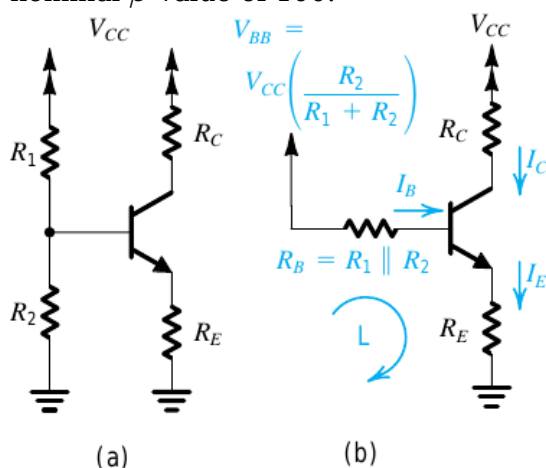 nominal β value of 100.
V_CC
V_BB =
V_CC
V_CC ( R_2 / R_1 + R_2 )
R_1
R_C
R_C
I_C
I_B
R_B = R_1 ∥ R_2
I_E
R_2
R_E
L
R_E
(a)
(b)